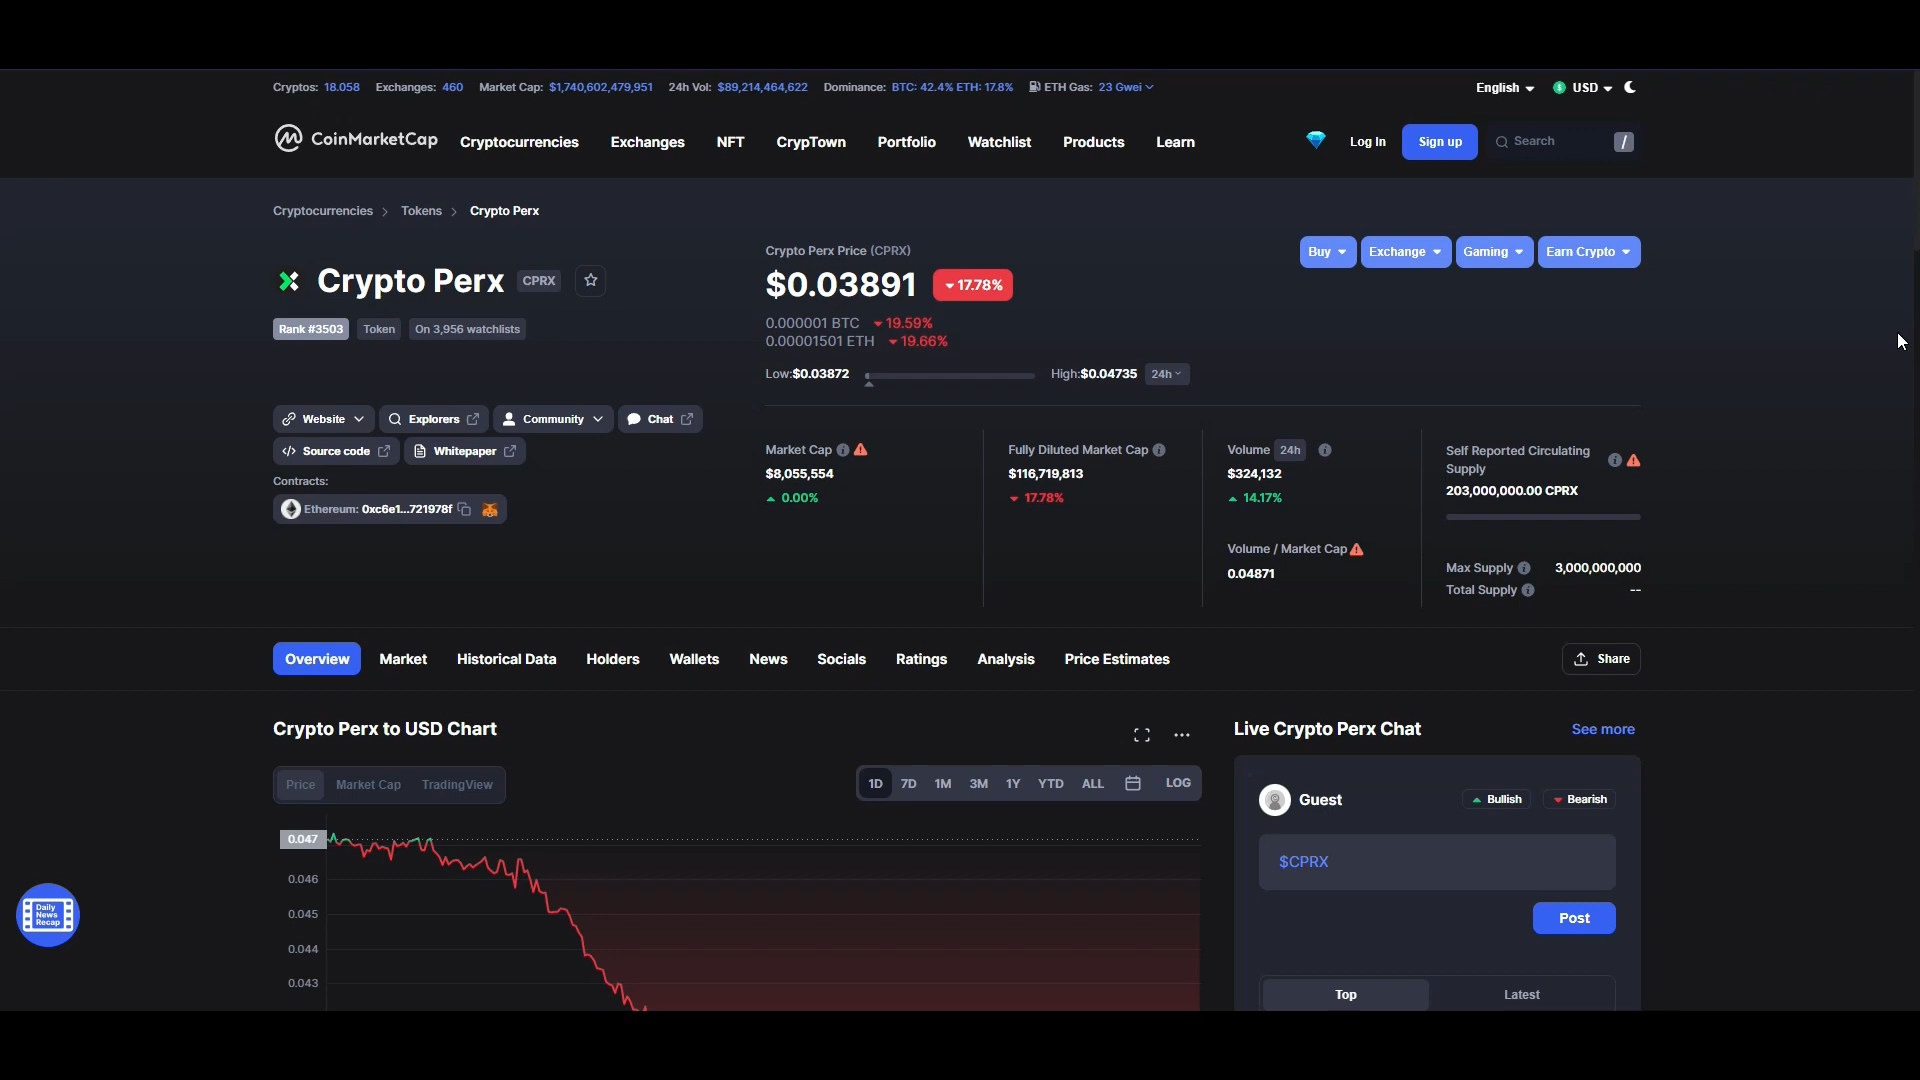 Cryptos: 18.058 Exchanges: 460 Market Cap: $1,740,602,479,951 24h Vol: $89,214,464,622 Dominance: BTC: 42.4% ETH: 17.8% ETH Gas: 23 Gwei English USD
CoinMarketCap Cryptocurrencies Exchanges NFT CrypTown Portfolio Watchlist Products Learn Log In Sign up Search /
Cryptocurrencies > Tokens > Crypto Perx
Crypto Perx CPRX
Rank #3503 Token On 3,956 watchlists
Website Explorers Community Chat
Source code Whitepaper
Contracts:
Ethereum: 0xc6e1...721978f
Crypto Perx Price (CPRX)
$0.03891 17.78%
0.000001 BTC 19.59%
0.00001501 ETH 19.66%
Low:$0.03872 High:$0.04735 24h
Buy Exchange Gaming Earn Crypto
Market Cap
$8,055,554
0.00%
Fully Diluted Market Cap
$116,719,813
17.78%
Volume 24h
$324,132
14.17%
Volume / Market Cap
0.04871
Self Reported Circulating
Supply
203,000,000.00 CPRX
Max Supply 3,000,000,000
Total Supply --
Overview Market Historical Data Holders Wallets News Socials Ratings Analysis Price Estimates Share
Crypto Perx to USD Chart
Price Market Cap TradingView 1D 7D 1M 3M 1Y YTD ALL LOG
0.047
0.046
0.045
0.044
0.043
Live Crypto Perx Chat See more
Guest Bullish Bearish
$CPRX
Post
Top Latest
Daily
News
Recap